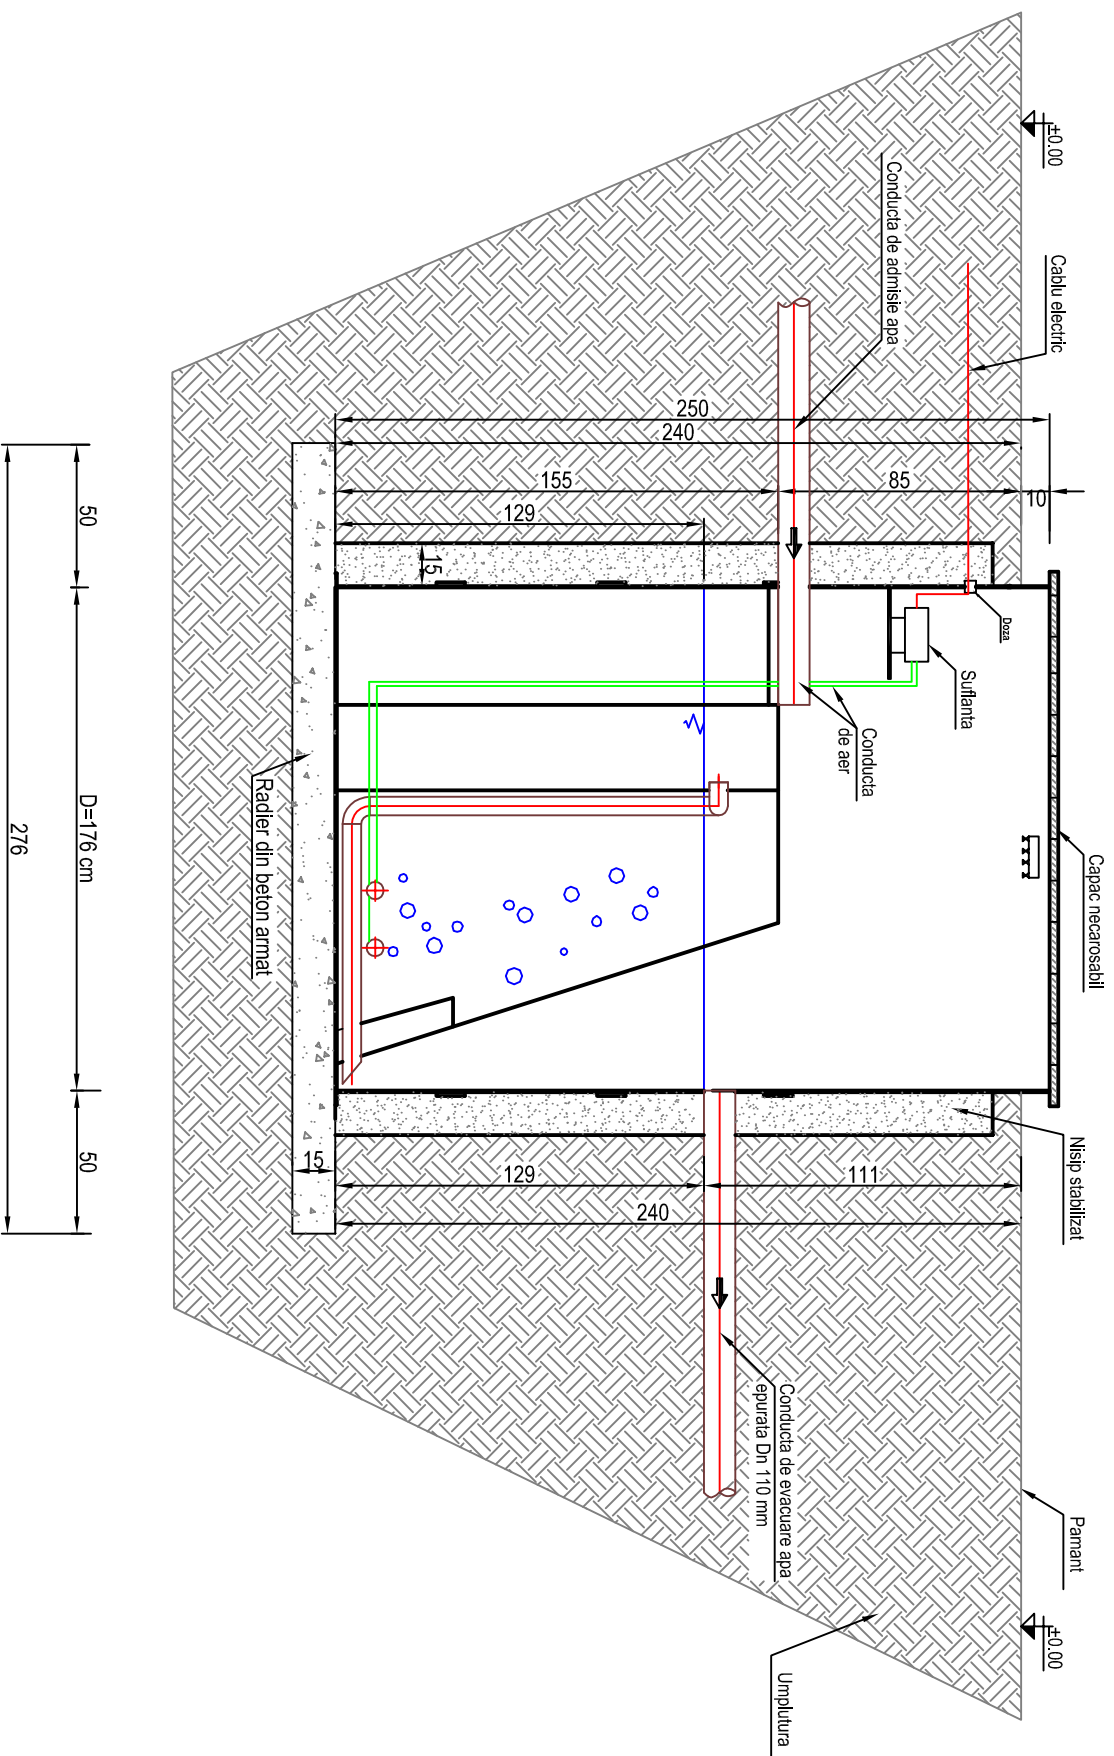 ±0.00
Cablu electric
Conducta de admisie apa
Capac necarosabil
Doza
Suflanta
Conducta
de aer
250
240
155
85
10
129
15
Nisip stabilizat
Pamant
±0.00
Umplutura
Conducta de evacuare apa
epurata Dn 110 mm
129
111
240
15
Radier din beton armat
50
D=176 cm
50
276